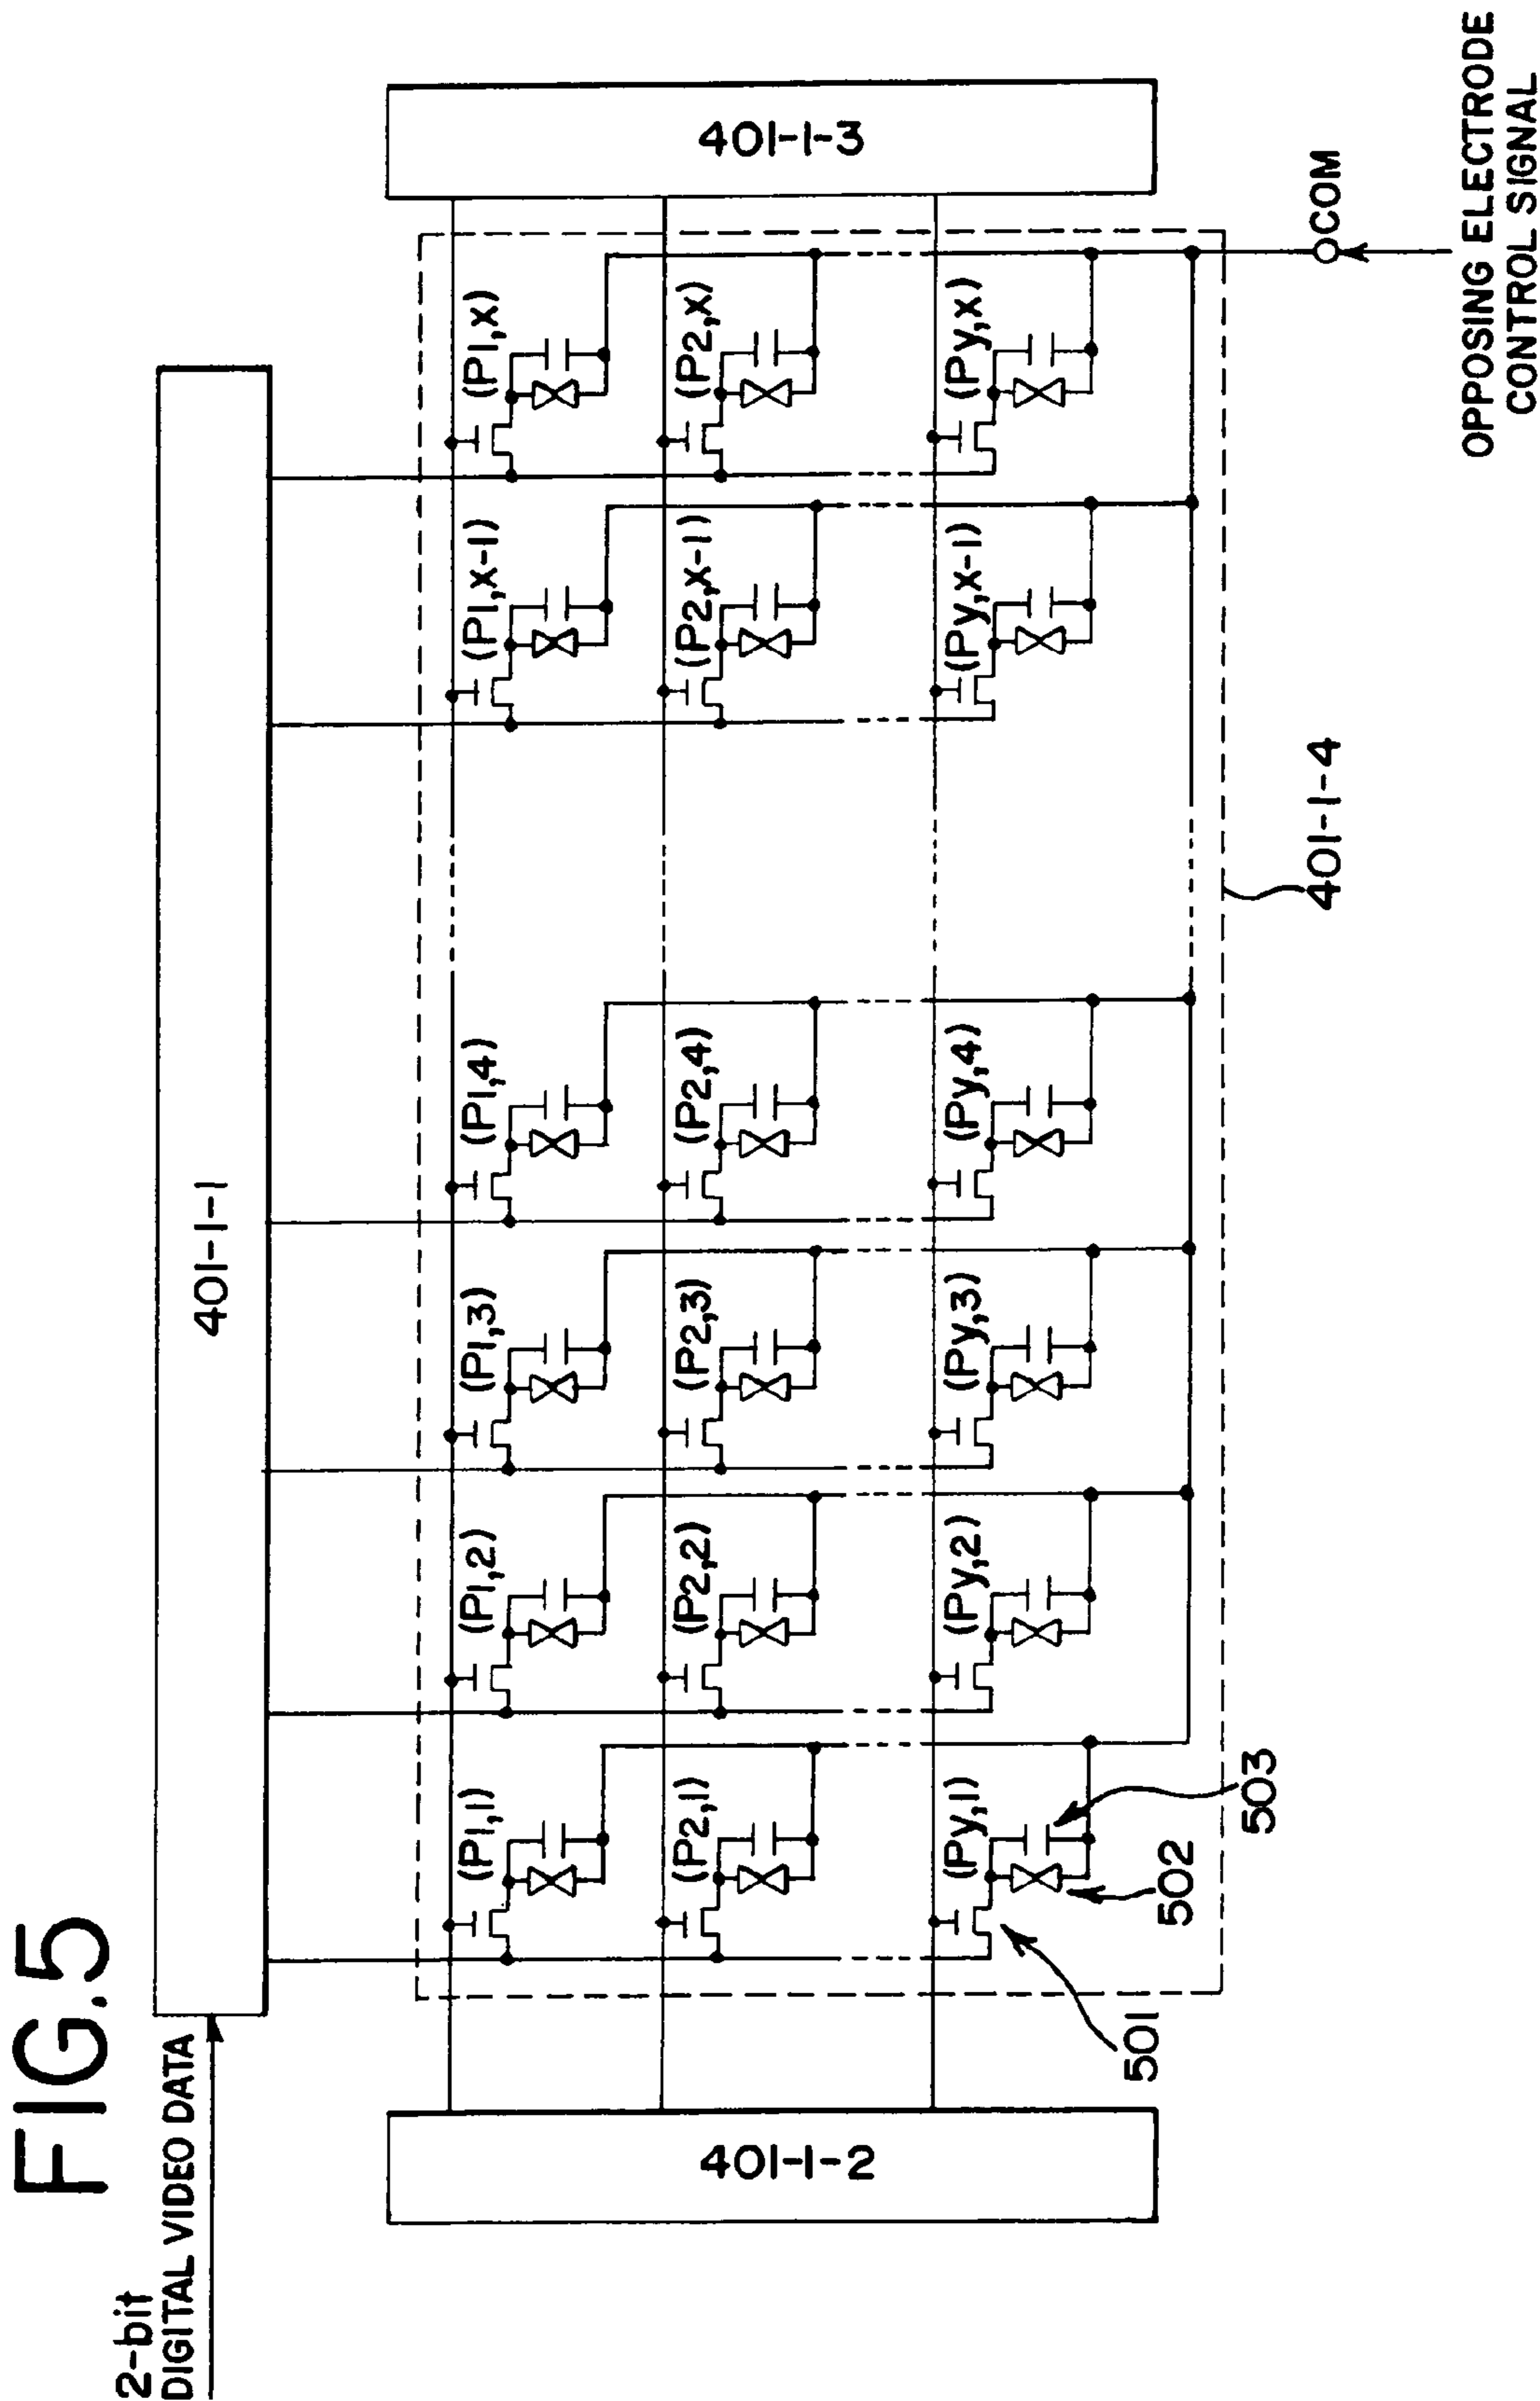 FIG.5
2-bit
DIGITAL VIDEO DATA
401-1-1
401-1-2
401-1-3
(P1,1)
(P1,2)
(P1,3)
(P1,4)
(P1,x-1)
(P1,x)
(P2,1)
(P2,2)
(P2,3)
(P2,4)
(P2,x-1)
(P2,x)
(Py,1)
(Py,2)
(Py,3)
(Py,4)
(Py,x-1)
(Py,x)
501
502
503
401-1-4
COM
OPPOSING ELECTRODE
CONTROL SIGNAL